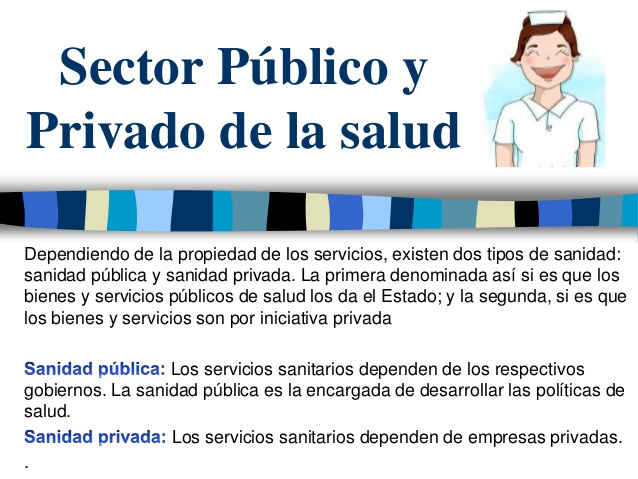 Sector Público y
Privado de la salud
Dependiendo de la propiedad de los servicios, existen dos tipos de sanidad:
sanidad pública y sanidad privada. La primera denominada así si es que los
bienes y servicios públicos de salud los da el Estado; y la segunda, si es que
los bienes y servicios son por iniciativa privada
Sanidad pública: Los servicios sanitarios dependen de los respectivos
gobiernos. La sanidad pública es la encargada de desarrollar las políticas de
salud.
Sanidad privada: Los servicios sanitarios dependen de empresas privadas.
.